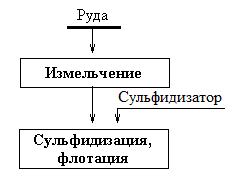 Руда
Измельчение
Сульфидизатор
Сульфидизация,
флотация